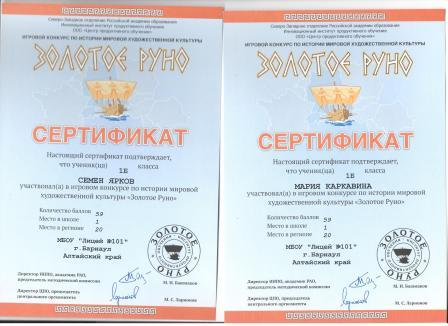 Северо-Западное отделение Российской академии образования
Инновационный институт продуктивного обучения
ООО «Центр продуктивного обучения»
ИГРОВОЙ КОНКУРС ПО ИСТОРИИ МИРОВОЙ ХУДОЖЕСТВЕННОЙ КУЛЬТУРЫ
ЗОЛОТОЕ РУНО
СЕРТИФИКАТ
Настоящий сертификат подтверждает,
что ученик(ца) 1Б класса
СЕМЕН ЯРКОВ
участвовал(а) в игровом конкурсе по истории мировой
художественной культуры «Золотое Руно»
Количество баллов 59
Место в школе 1
Место в регионе 20
МБОУ "Лицей №101"
г.Барнаул
Алтайский край
ЗОЛОТОЕ
РУНО
Директор ИИПО, академик РАО,
председатель методической комиссии
М. И. Башмаков
Директор ЦПО, председатель
центрального оргкомитета
М. С. Ларионов
Северо-Западное отделение Российской академии образования
Инновационный институт продуктивного обучения
ООО «Центр продуктивного обучения»
ИГРОВОЙ КОНКУРС ПО ИСТОРИИ МИРОВОЙ ХУДОЖЕСТВЕННОЙ КУЛЬТУРЫ
ЗОЛОТОЕ РУНО
СЕРТИФИКАТ
Настоящий сертификат подтверждает,
что ученик(ца) 1Б класса
МАРИЯ КАРКАВИНА
участвовал(а) в игровом конкурсе по истории мировой
художественной культуры «Золотое Руно»
Количество баллов 59
Место в школе 1
Место в регионе 20
МБОУ "Лицей №101"
г.Барнаул
Алтайский край
ЗОЛОТОЕ
РУНО
Директор ИИПО, академик РАО,
председатель методической комиссии
М. И. Башмаков
Директор ЦПО, председатель
центрального оргкомитета
М. С. Ларионов